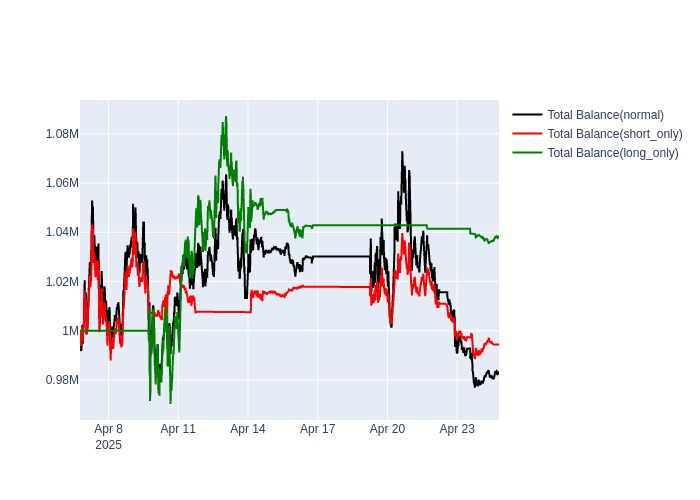 Total Balance(normal)
Total Balance(short_only)
Total Balance(long_only)
1.08M
1.06M
1.04M
1.02M
1M
0.98M
Apr 8
2025
Apr 11
Apr 14
Apr 17
Apr 20
Apr 23